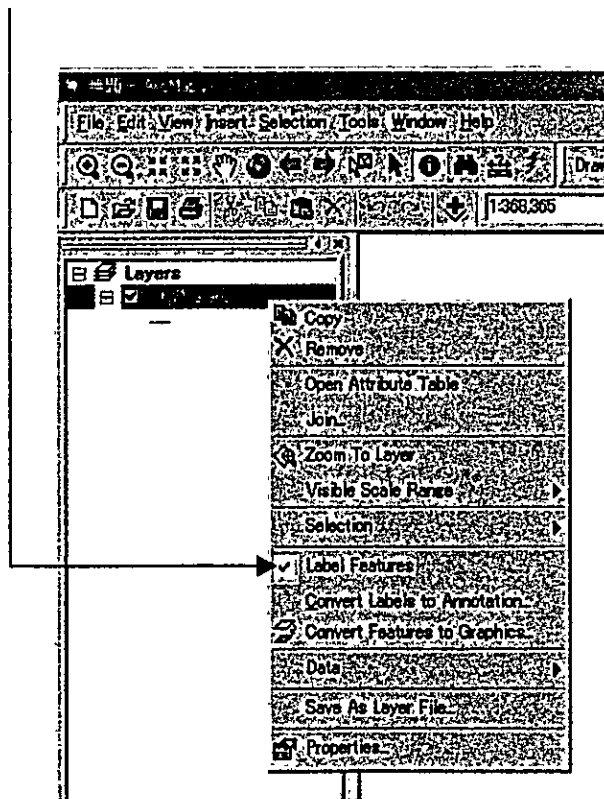 File Edit View Insert Selection Tools Window Help
Draw
1:368,365
Layers
Copy
Remove
Open Attribute Table
Join...
Zoom To Layer
Visible Scale Range
Selection
Label Features
Convert Labels to Annotation...
Convert Features to Graphics...
Data
Save As Layer File...
Properties...